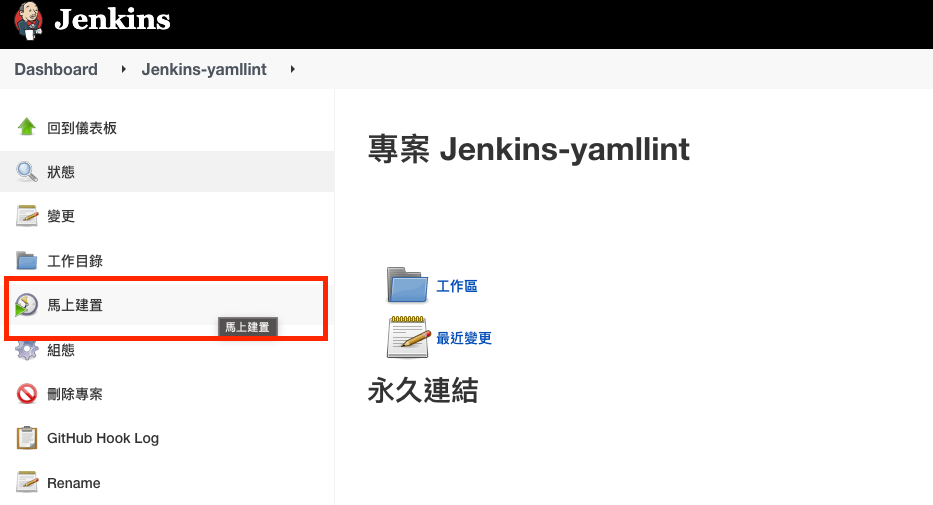 Jenkins
Dashboard
Jenkins-yamllint
回到儀表板
狀態
變更
工作目錄
馬上建置
馬上建置
組態
刪除專案
GitHub Hook Log
Rename
專案 Jenkins-yamllint
工作區
最近變更
永久連結